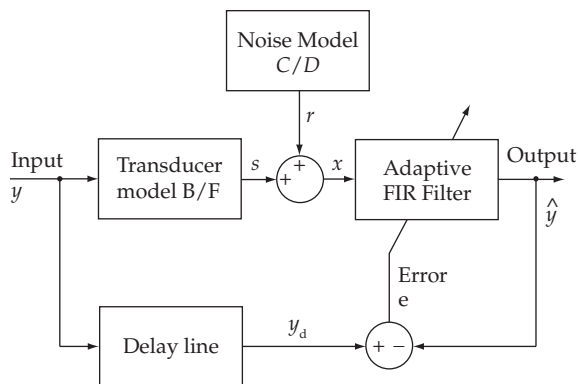 Noise Model
C/D
r
Input
y
Transducer
model B/F
s
+
+
x
Adaptive
FIR Filter
Output
ŷ
Error
e
Delay line
y_d
+ −